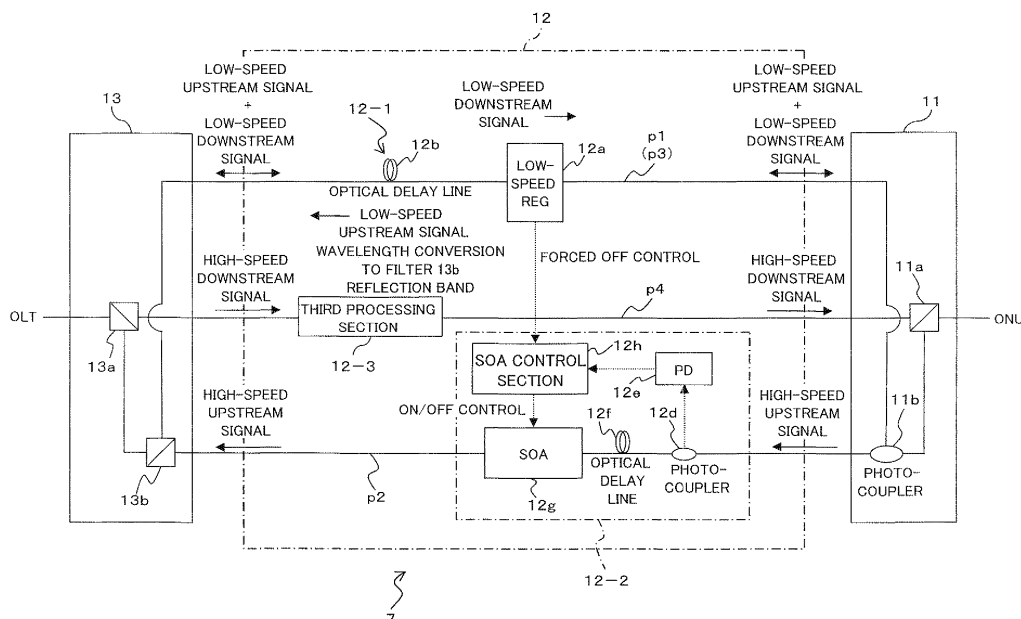 12
LOW-SPEED
UPSTREAM SIGNAL
+
LOW-SPEED
DOWNSTREAM
SIGNAL
13
12-1
12b
OPTICAL DELAY LINE
LOW-SPEED
DOWNSTREAM
SIGNAL
12a
LOW-
SPEED
REG
p1
(p3)
LOW-SPEED
UPSTREAM SIGNAL
+
LOW-SPEED
DOWNSTREAM
SIGNAL
11
LOW-SPEED
UPSTREAM SIGNAL
WAVELENGTH CONVERSION
TO FILTER 13b
REFLECTION BAND
FORCED OFF CONTROL
HIGH-SPEED
DOWNSTREAM
SIGNAL
HIGH-SPEED
DOWNSTREAM
SIGNAL
11a
OLT
13a
THIRD PROCESSING
SECTION
12-3
p4
ONU
SOA CONTROL
SECTION
12h
PD
12e
HIGH-SPEED
UPSTREAM
SIGNAL
ON/OFF CONTROL
12f
12d
HIGH-SPEED
UPSTREAM
SIGNAL
11b
13b
p2
SOA
12g
OPTICAL
DELAY
LINE
PHOTO-
COUPLER
PHOTO-
COUPLER
12-2
7